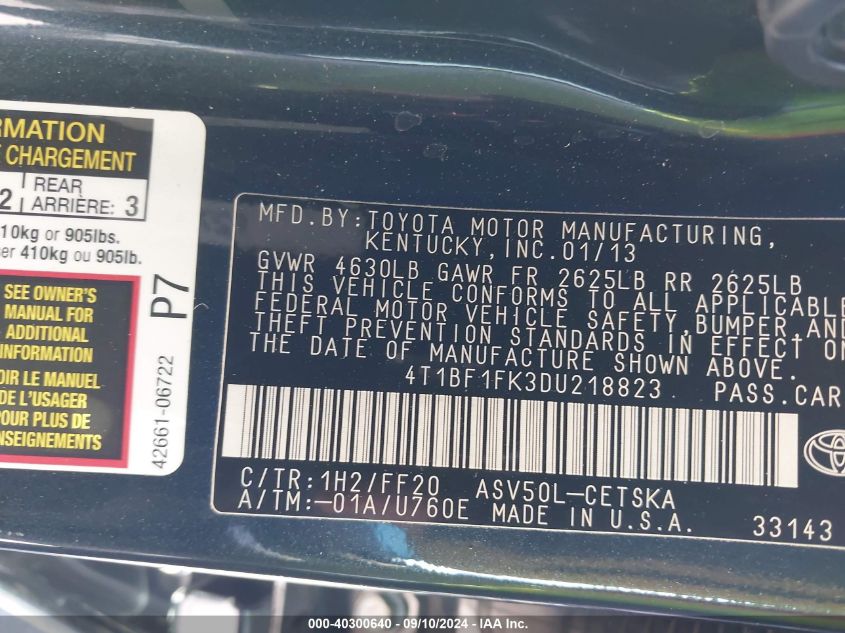 RMATION
CHARGEMENT
2 REAR
ARRIÈRE: 3
10kg or 905lbs.
er 410kg ou 905lb.
SEE OWNER'S
MANUAL FOR
ADDITIONAL
INFORMATION
OIR LE MANUEL
DE L'USAGER
POUR PLUS DE
NSEIGNEMENTS
42661-06722 P7
MFD.BY:TOYOTA MOTOR MANUFACTURING,
KENTUCKY,INC.01/13
GVWR 4630LB GAWR FR 2625LB RR 2625LB
THIS VEHICLE CONFORMS TO ALL APPLICABLE
FEDERAL MOTOR VEHICLE SAFETY,BUMPER,AND
THEFT PREVENTION STANDARDS IN EFFECT ON
THE DATE OF MANUFACTURE SHOWN ABOVE.
4T1BF1FK3DU218823 PASS.CAR
C/TR:1H2/FF20 ASV50L-CETSKA
A/TM:-01A/U760E MADE IN U.S.A. 33143
000-40300640 - 09/10/2024 - IAA Inc.